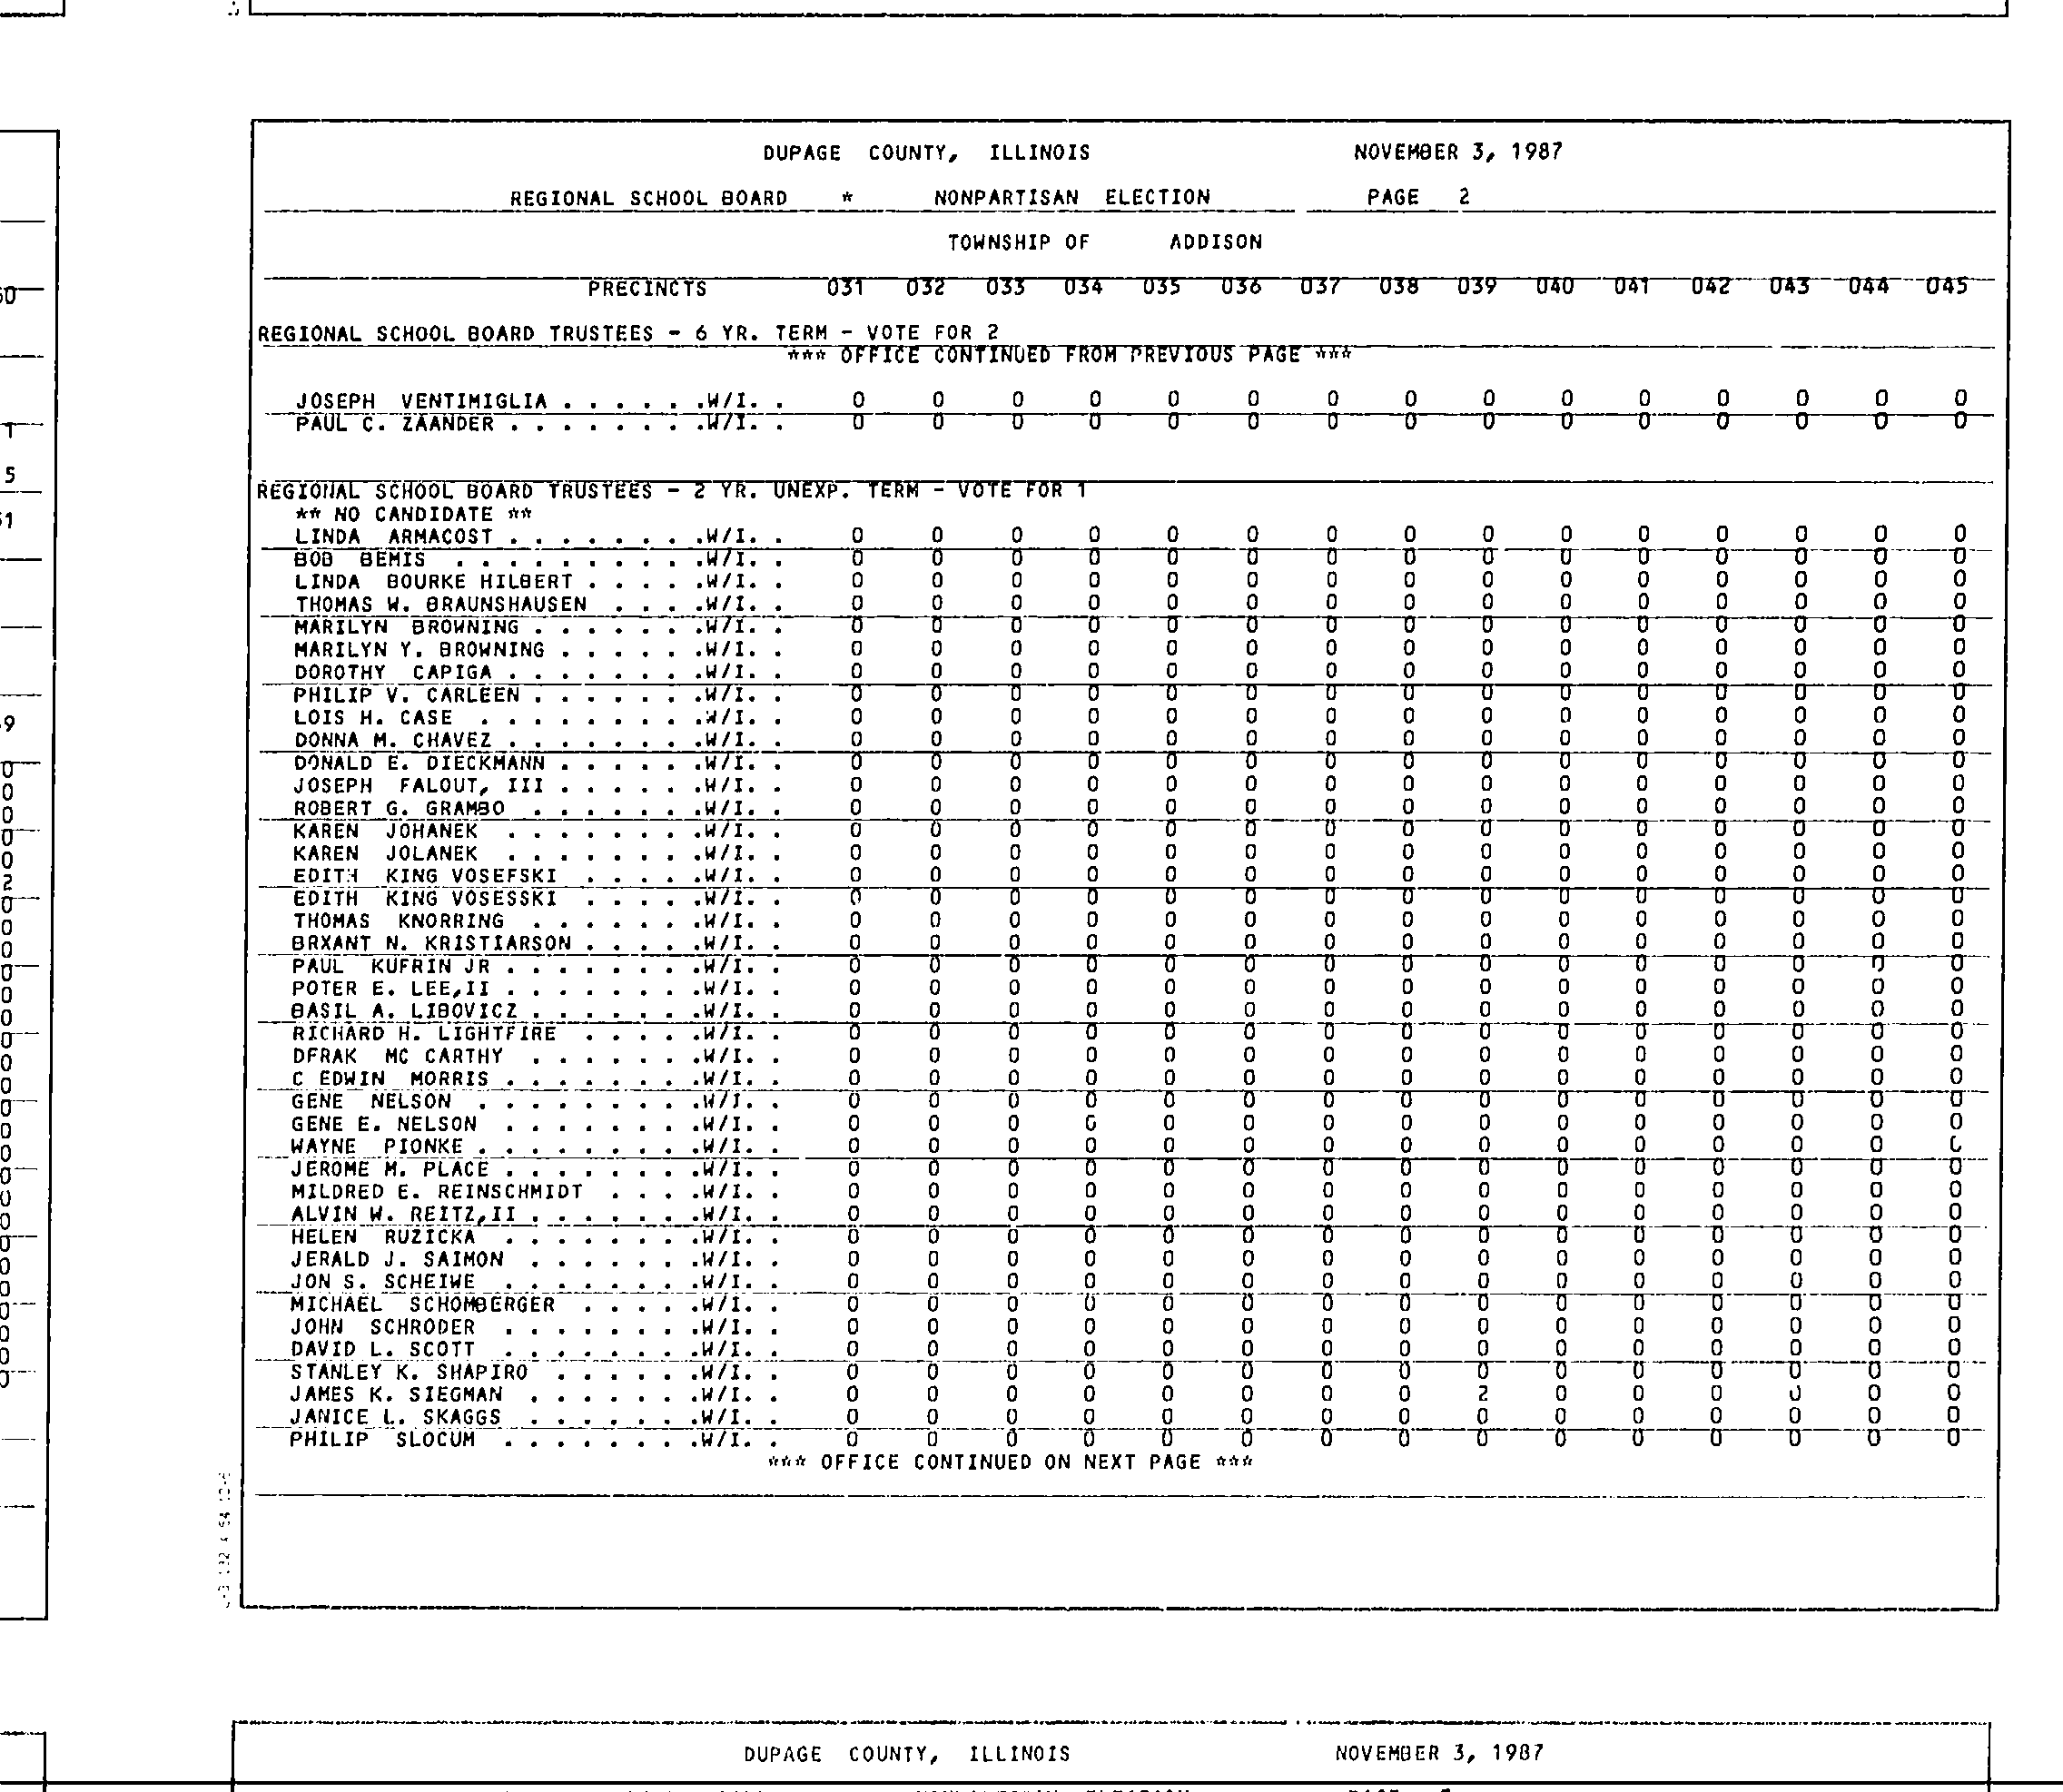 DUPAGE COUNTY, ILLINOIS NOVEMBER 3, 1987
REGIONAL SCHOOL BOARD * NONPARTISAN ELECTION PAGE 2
TOWNSHIP OF ADDISON
PRECINCTS 031 032 033 034 035 036 037 038 039 040 041 042 043 044 045
REGIONAL SCHOOL BOARD TRUSTEES - 6 YR. TERM - VOTE FOR 2
*** OFFICE CONTINUED FROM PREVIOUS PAGE ***
JOSEPH VENTIMIGLIA . . . . . .W/I. . 0 0 0 0 0 0 0 0 0 0 0 0 0 0 0
PAUL C. ZAANDER . . . . . . . .W/I. . 0 0 0 0 0 0 0 0 0 0 0 0 0 0 0
REGIONAL SCHOOL BOARD TRUSTEES - 2 YR. UNEXP. TERM - VOTE FOR 1
** NO CANDIDATE **
LINDA ARMACOST . . . . . . . .W/I. . 0 0 0 0 0 0 0 0 0 0 0 0 0 0 0
BOB BEMIS . . . . . . . . . .W/I. . 0 0 0 0 0 0 0 0 0 0 0 0 0 0 0
LINDA BOURKE HILBERT . . . . .W/I. . 0 0 0 0 0 0 0 0 0 0 0 0 0 0 0
THOMAS W. BRAUNSHAUSEN . . . .W/I. . 0 0 0 0 0 0 0 0 0 0 0 0 0 0 0
MARILYN BROWNING . . . . . . .W/I. . 0 0 0 0 0 0 0 0 0 0 0 0 0 0 0
MARILYN Y. BROWNING . . . . . .W/I. . 0 0 0 0 0 0 0 0 0 0 0 0 0 0 0
DOROTHY CAPIGA . . . . . . . .W/I. . 0 0 0 0 0 0 0 0 0 0 0 0 0 0 0
PHILIP V. CARLEEN . . . . . . .W/I. . 0 0 0 0 0 0 0 0 0 0 0 0 0 0 0
LOIS H. CASE . . . . . . . . .W/I. . 0 0 0 0 0 0 0 0 0 0 0 0 0 0 0
DONNA M. CHAVEZ . . . . . . . .W/I. . 0 0 0 0 0 0 0 0 0 0 0 0 0 0 0
DONALD E. DIECKMANN . . . . . .W/I. . 0 0 0 0 0 0 0 0 0 0 0 0 0 0 0
JOSEPH FALOUT, III . . . . . .W/I. . 0 0 0 0 0 0 0 0 0 0 0 0 0 0 0
ROBERT G. GRAMBO . . . . . . .W/I. . 0 0 0 0 0 0 0 0 0 0 0 0 0 0 0
KAREN JOHANEK . . . . . . . .W/I. . 0 0 0 0 0 0 0 0 0 0 0 0 0 0 0
KAREN JOLANEK . . . . . . . .W/I. . 0 0 0 0 0 0 0 0 0 0 0 0 0 0 0
EDITH KING VOSEFSKI . . . . .W/I. . 0 0 0 0 0 0 0 0 0 0 0 0 0 0 0
EDITH KING VOSESSKI . . . . .W/I. . 0 0 0 0 0 0 0 0 0 0 0 0 0 0 0
THOMAS KNORRING . . . . . . .W/I. . 0 0 0 0 0 0 0 0 0 0 0 0 0 0 0
BRXANT N. KRISTIARSON . . . . .W/I. . 0 0 0 0 0 0 0 0 0 0 0 0 0 0 0
PAUL KUFRIN JR . . . . . . . .W/I. . 0 0 0 0 0 0 0 0 0 0 0 0 0 0 0
POTER E. LEE,II . . . . . . . .W/I. . 0 0 0 0 0 0 0 0 0 0 0 0 0 0 0
BASIL A. LIBOVICZ . . . . . . .W/I. . 0 0 0 0 0 0 0 0 0 0 0 0 0 0 0
RICHARD H. LIGHTFIRE . . . . .W/I. . 0 0 0 0 0 0 0 0 0 0 0 0 0 0 0
DFRAK MC CARTHY . . . . . . .W/I. . 0 0 0 0 0 0 0 0 0 0 0 0 0 0 0
C EDWIN MORRIS . . . . . . . .W/I. . 0 0 0 0 0 0 0 0 0 0 0 0 0 0 0
GENE NELSON . . . . . . . . .W/I. . 0 0 0 0 0 0 0 0 0 0 0 0 0 0 0
GENE E. NELSON . . . . . . . .W/I. . 0 0 0 0 0 0 0 0 0 0 0 0 0 0 0
WAYNE PIONKE . . . . . . . . .W/I. . 0 0 0 0 0 0 0 0 0 0 0 0 0 0 0
JEROME M. PLACE . . . . . . . .W/I. . 0 0 0 0 0 0 0 0 0 0 0 0 0 0 0
MILDRED E. REINSCHMIDT . . . .W/I. . 0 0 0 0 0 0 0 0 0 0 0 0 0 0 0
ALVIN W. REITZ,II . . . . . . .W/I. . 0 0 0 0 0 0 0 0 0 0 0 0 0 0 0
HELEN RUZICKA . . . . . . . .W/I. . 0 0 0 0 0 0 0 0 0 0 0 0 0 0 0
JERALD J. SAIMON . . . . . . .W/I. . 0 0 0 0 0 0 0 0 0 0 0 0 0 0 0
JON S. SCHEIWE . . . . . . . .W/I. . 0 0 0 0 0 0 0 0 0 0 0 0 0 0 0
MICHAEL SCHOMBERGER . . . . .W/I. . 0 0 0 0 0 0 0 0 0 0 0 0 0 0 0
JOHN SCHRODER . . . . . . . .W/I. . 0 0 0 0 0 0 0 0 0 0 0 0 0 0 0
DAVID L. SCOTT . . . . . . . .W/I. . 0 0 0 0 0 0 0 0 0 0 0 0 0 0 0
STANLEY K. SHAPIRO . . . . . .W/I. . 0 0 0 0 0 0 0 0 0 0 0 0 0 0 0
JAMES K. SIEGMAN . . . . . . .W/I. . 0 0 0 0 0 0 0 0 2 0 0 0 0 0 0
JANICE L. SKAGGS . . . . . . .W/I. . 0 0 0 0 0 0 0 0 0 0 0 0 0 0 0
PHILIP SLOCUM . . . . . . . .W/I. . 0 0 0 0 0 0 0 0 0 0 0 0 0 0 0
*** OFFICE CONTINUED ON NEXT PAGE ***
DUPAGE COUNTY, ILLINOIS NOVEMBER 3, 1987